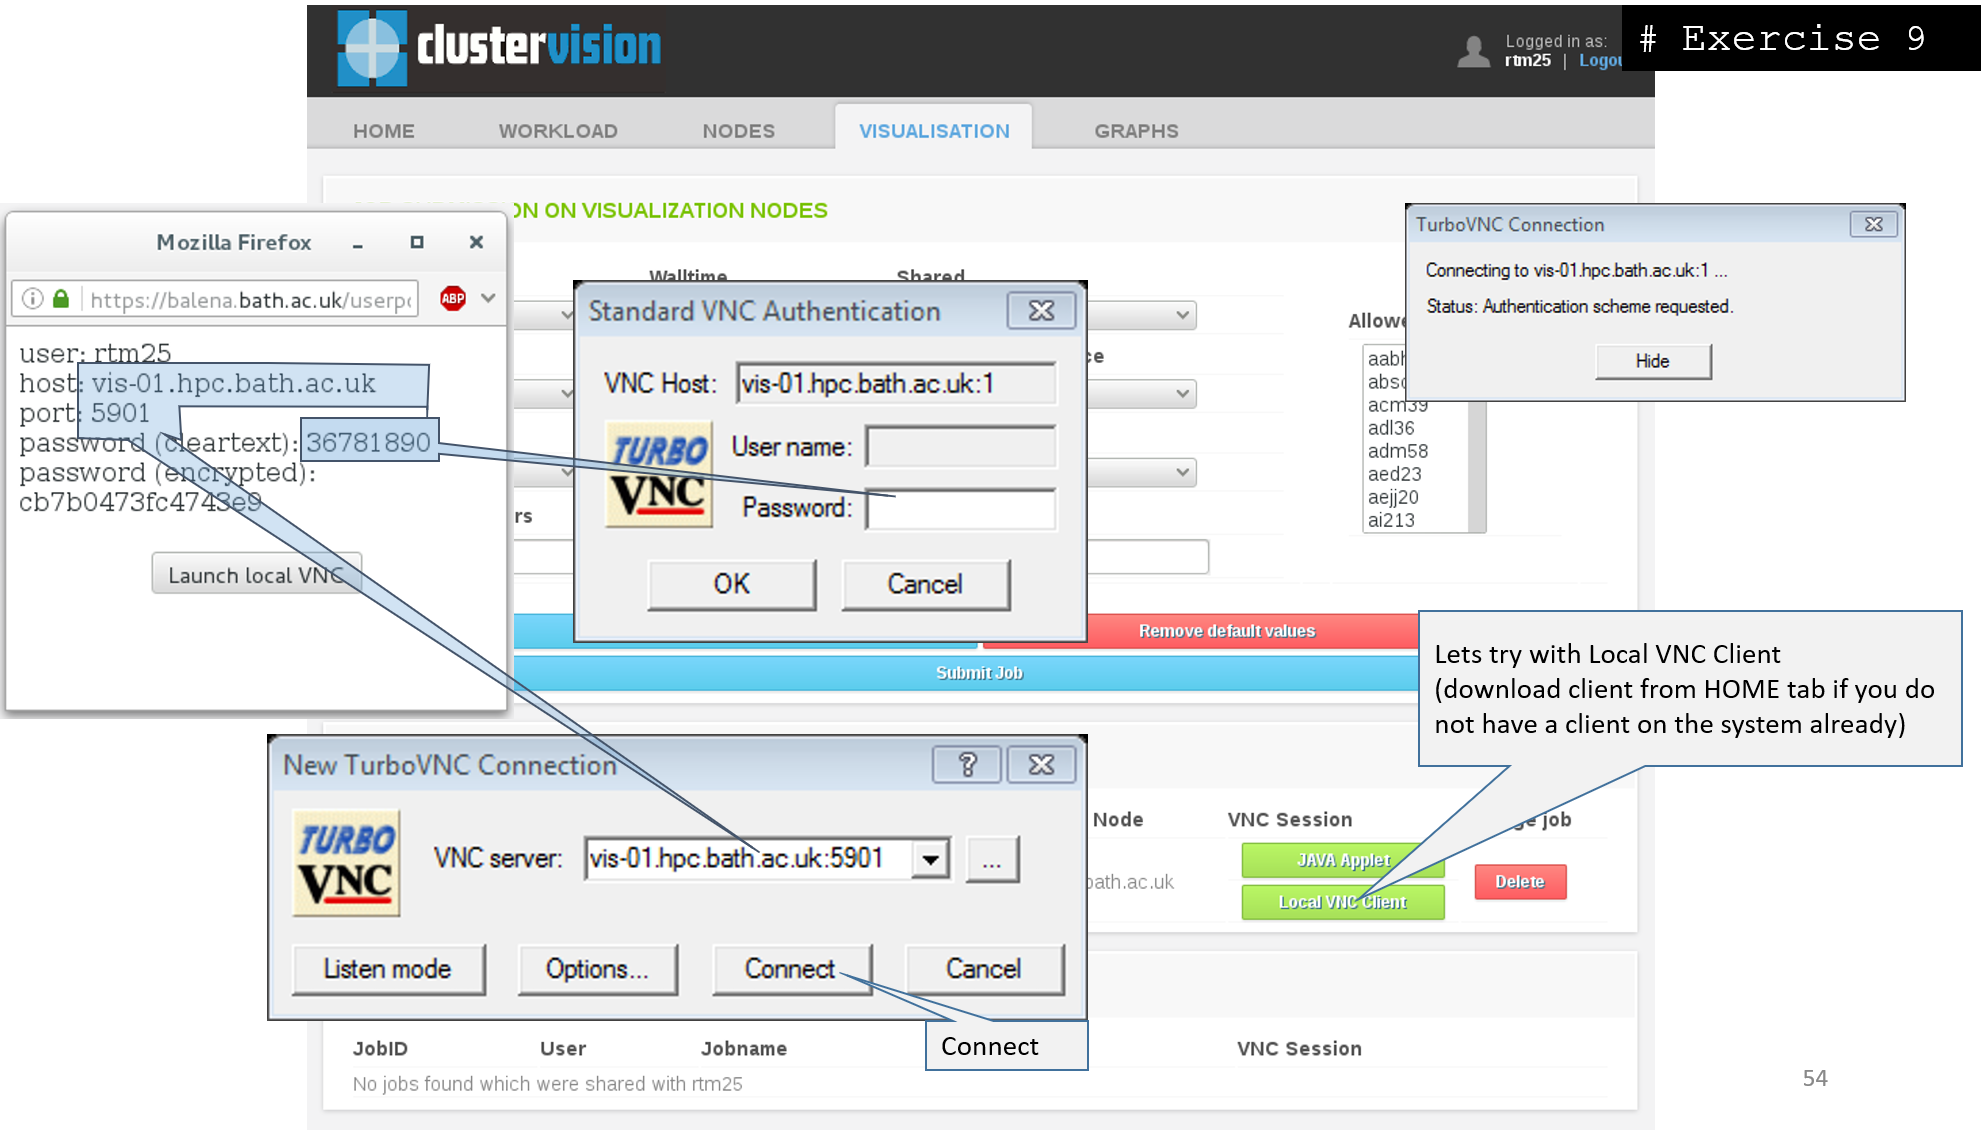 clustervision
Logged in as:
rtm25 | Logou
# Exercise 9
HOME WORKLOAD NODES VISUALISATION GRAPHS
ON VISUALIZATION NODES
Mozilla Firefox
https://balena.bath.ac.uk/userpo
ABP
user: rtm25
host: vis-01.hpc.bath.ac.uk
port: 5901
password (cleartext): 36781890
password (encrypted):
cb7b0473fc4743e9
Launch local VNC
Walltime Shared
Standard VNC Authentication
VNC Host: vis-01.hpc.bath.ac.uk:1
TURBO
VNC
User name:
Password:
OK Cancel
ce
rs
TurboVNC Connection
Connecting to vis-01.hpc.bath.ac.uk:1 ...
Status: Authentication scheme requested.
Hide
Allowe
aabh
absc
acm39
adl36
adm58
aed23
aejj20
ai213
Remove default values
Submit Job
Lets try with Local VNC Client
(download client from HOME tab if you do
not have a client on the system already)
New TurboVNC Connection
TURBO
VNC
VNC server: vis-01.hpc.bath.ac.uk:5901 ...
Listen mode Options... Connect Cancel
Connect
Node VNC Session ge job
bath.ac.uk
JAVA Applet
Local VNC Client
Delete
JobID User Jobname VNC Session
No jobs found which were shared with rtm25
54